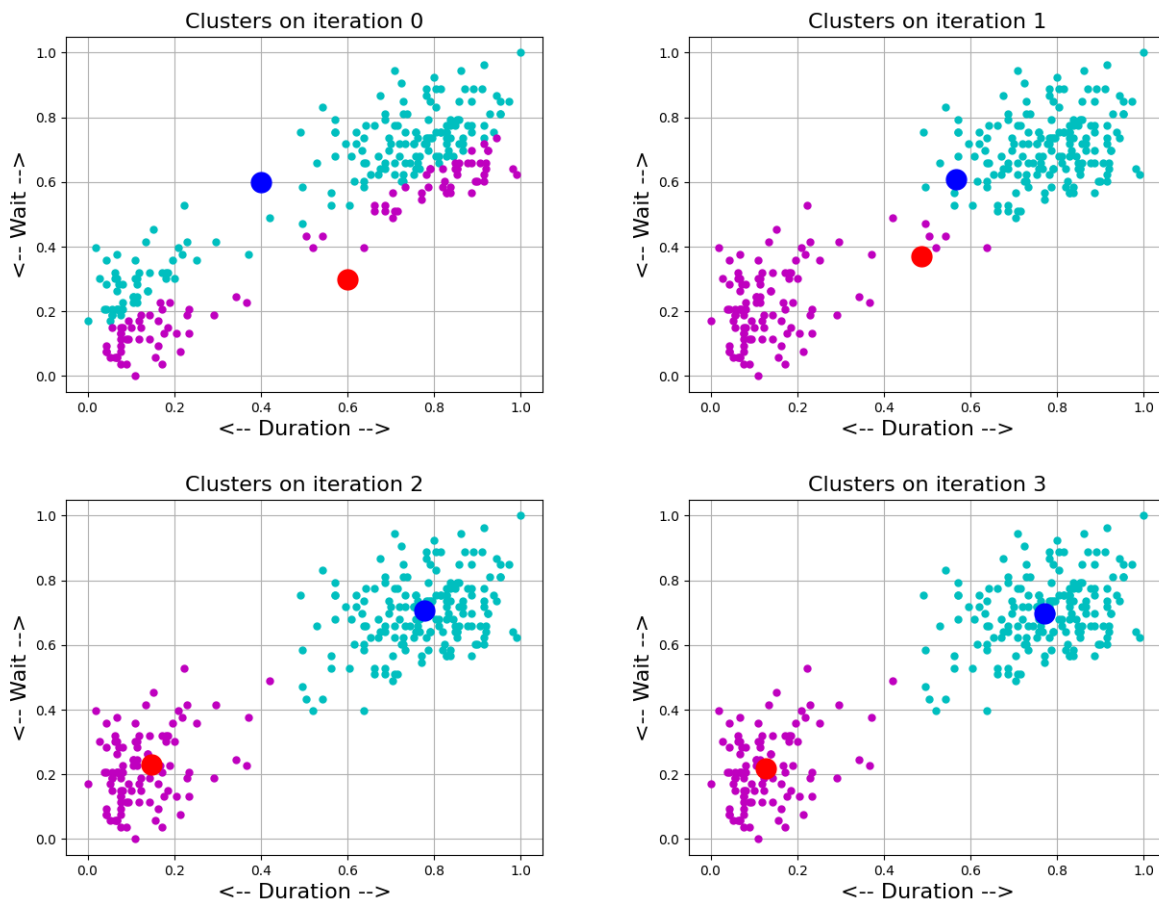 Clusters on iteration 0
1.0
0.8
0.6
0.4
0.2
0.0
<-- Wait -->
0.0 0.2 0.4 0.6 0.8 1.0
<-- Duration -->
Clusters on iteration 1
1.0
0.8
0.6
0.4
0.2
0.0
<-- Wait -->
0.0 0.2 0.4 0.6 0.8 1.0
<-- Duration -->
Clusters on iteration 2
1.0
0.8
0.6
0.4
0.2
0.0
<-- Wait -->
0.0 0.2 0.4 0.6 0.8 1.0
<-- Duration -->
Clusters on iteration 3
1.0
0.8
0.6
0.4
0.2
0.0
<-- Wait -->
0.0 0.2 0.4 0.6 0.8 1.0
<-- Duration -->